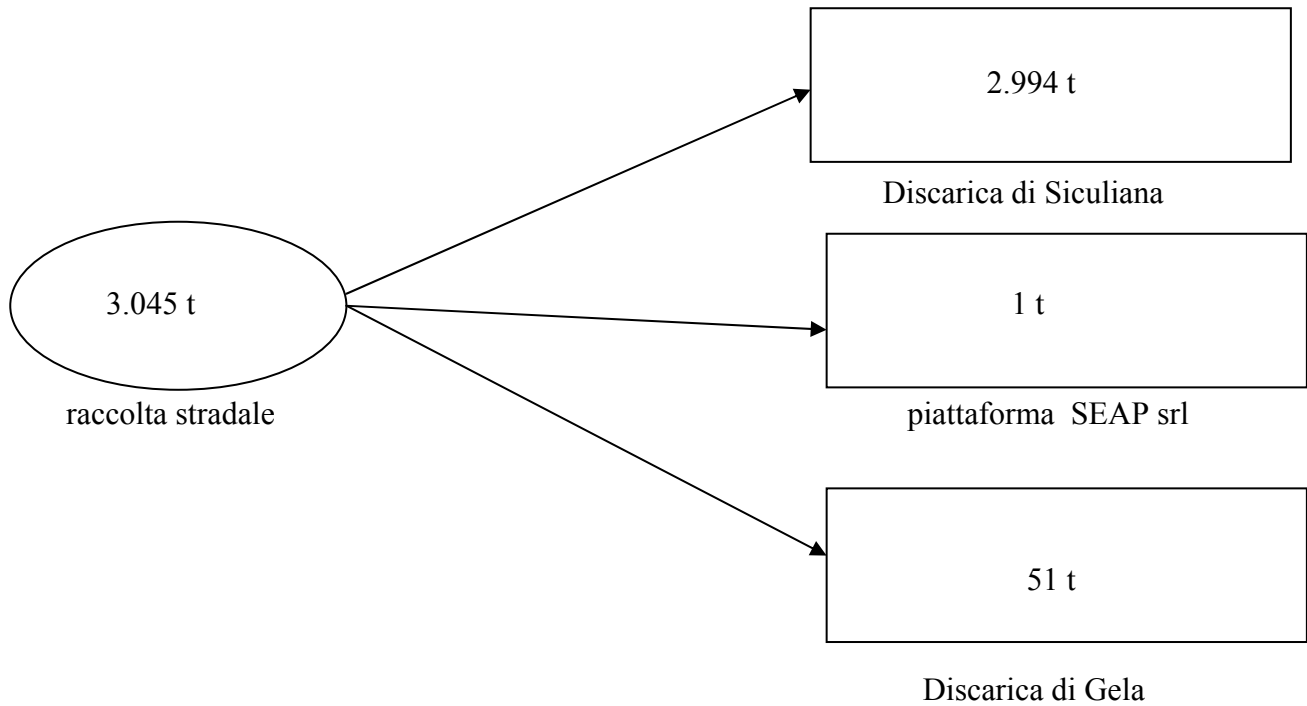 2.994 t
Discarica di Siculiana
3.045 t
raccolta stradale
1 t
piattaforma SEAP srl
51 t
Discarica di Gela